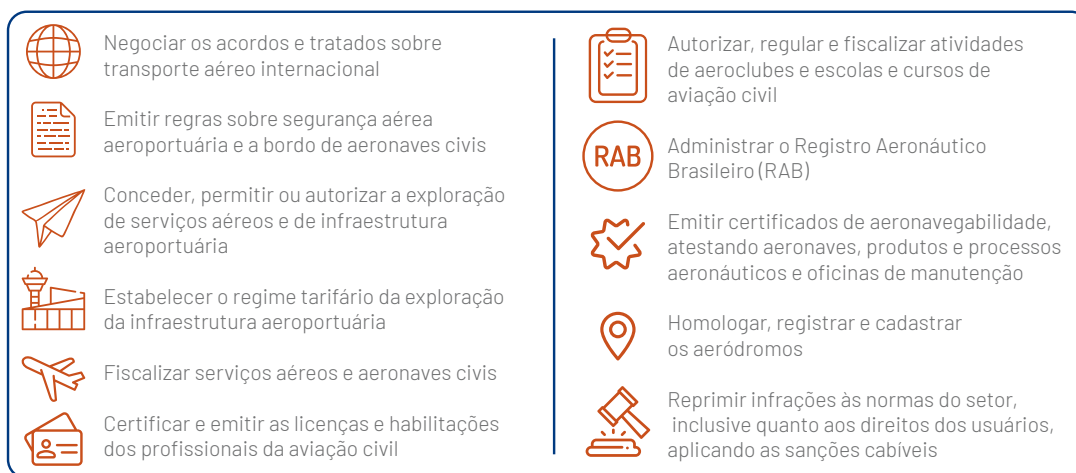 Negociar os acordos e tratados sobre
transporte aéreo internacional
Emitir regras sobre segurança aérea
aeroportuária e a bordo de aeronaves civis
Conceder, permitir ou autorizar a exploração
de serviços aéreos e de infraestrutura
aeroportuária
Estabelecer o regime tarifário da exploração
da infraestrutura aeroportuária
Fiscalizar serviços aéreos e aeronaves civis
Certificar e emitir as licenças e habilitações
dos profissionais da aviação civil
Autorizar, regular e fiscalizar atividades
de aeroclubes e escolas e cursos de
aviação civil
RAB
Administrar o Registro Aeronáutico
Brasileiro (RAB)
Emitir certificados de aeronavegabilidade,
atestando aeronaves, produtos e processos
aeronáuticos e oficinas de manutenção
Homologar, registrar e cadastrar
os aeródromos
Reprimir infrações às normas do setor,
inclusive quanto aos direitos dos usuários,
aplicando as sanções cabíveis